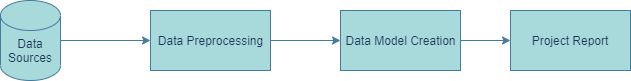 Data
Sources
Data Preprocessing
Data Model Creation
Project Report